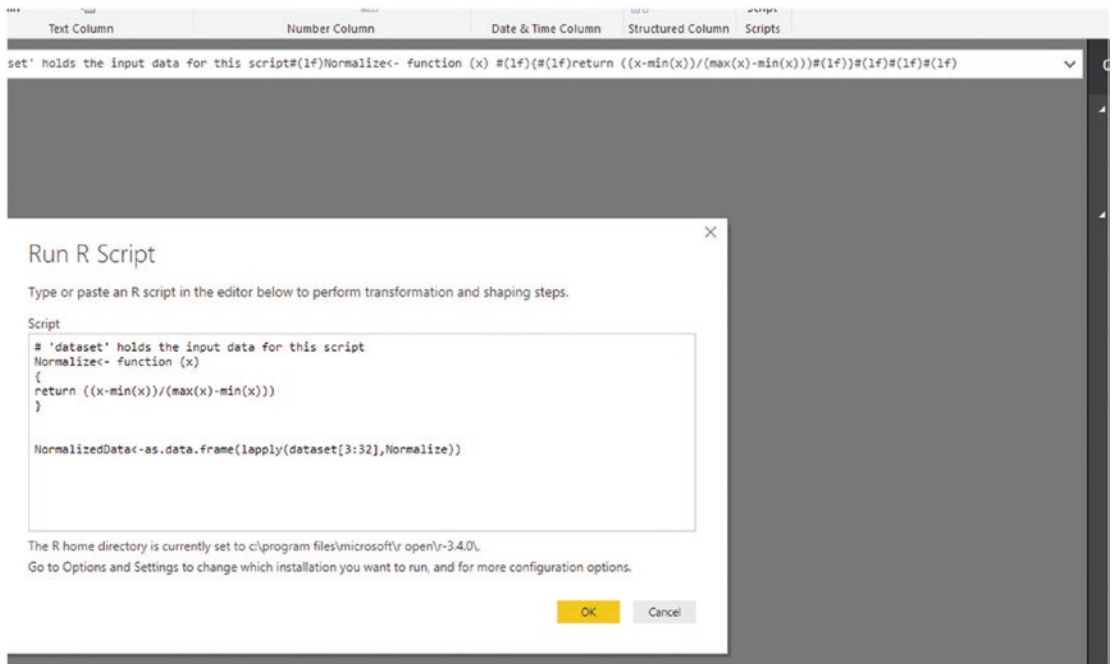 Text Column Number Column Date & Time Column Structured Column Scripts
set' holds the input data for this script#(lf)Normalize<- function (x) #(lf){#(lf)return ((x-min(x))/(max(x)-min(x)))#(lf)}#(lf)#(lf)#(lf)
Run R Script
Type or paste an R script in the editor below to perform transformation and shaping steps.
Script
# 'dataset' holds the input data for this script
Normalize<- function (x)
{
return ((x-min(x))/(max(x)-min(x)))
}
NormalizedData<-as.data.frame(lapply(dataset[3:32],Normalize))
The R home directory is currently set to c:\program files\microsoft\r open\r-3.4.0\.
Go to Options and Settings to change which installation you want to run, and for more configuration options.
OK Cancel